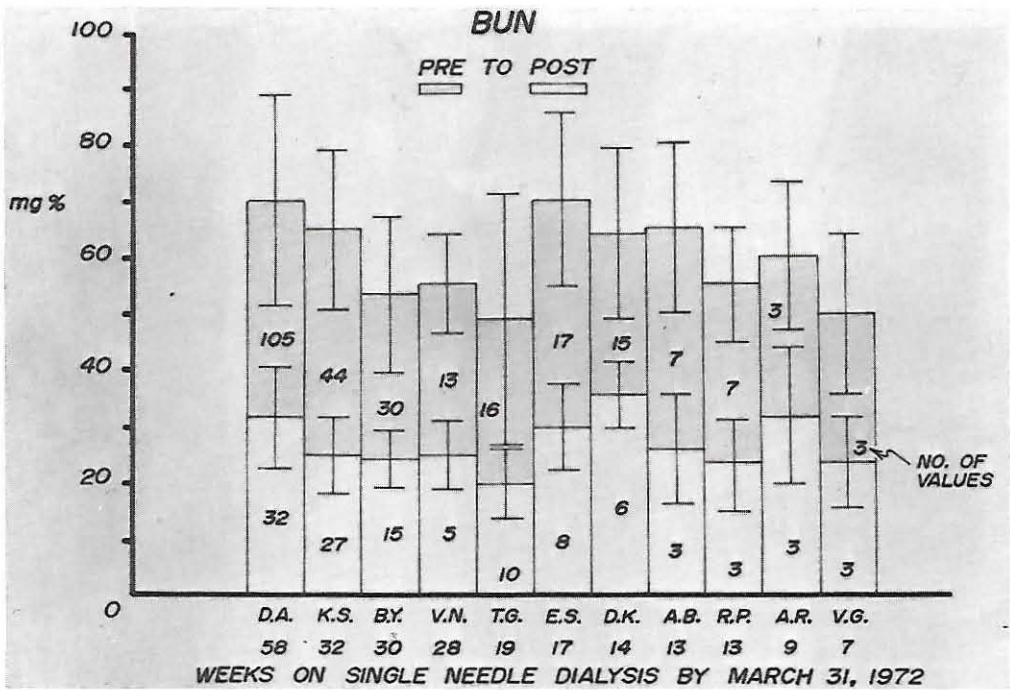 BUN
PRE TO POST
100
80
mg %
60
40
20
0
105 44 30 13 16 17 15 7 7 3 3
NO. OF
VALUES
32 27 15 5 10 8 6 3 3 3 3
D.A. K.S. B.Y. V.N. T.G. E.S. D.K. A.B. R.P. A.R. V.G.
58 32 30 28 19 17 14 13 13 9 7
WEEKS ON SINGLE NEEDLE DIALYSIS BY MARCH 31, 1972